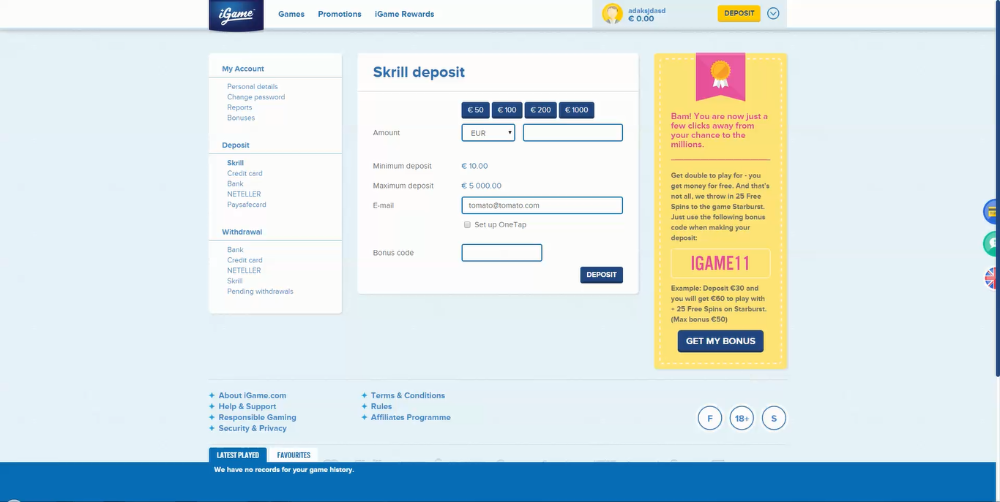 iGame™
Games Promotions iGame Rewards
adaksjdasd
€ 0.00
DEPOSIT
My Account
Personal details
Change password
Reports
Bonuses
Deposit
Skrill
Credit card
Bank
NETELLER
Paysafecard
Withdrawal
Bank
Credit card
NETELLER
Skrill
Pending withdrawals
Skrill deposit
€ 50 € 100 € 200 € 1000
Amount EUR
Minimum deposit € 10.00
Maximum deposit € 5 000.00
E-mail tomato@tomato.com
Set up OneTap
Bonus code
DEPOSIT
Bam! You are now just a
few clicks away from
your chance to the
millions.
Get double to play for - you
get money for free. And that's
not all, we throw in 25 Free
Spins to the game Starburst.
Just use the following bonus
code when making your
deposit:
IGAME11
Example: Deposit €30 and
you will get €60 to play with
+ 25 Free Spins on Starburst.
(Max bonus €50)
GET MY BONUS
About iGame.com
Help & Support
Responsible Gaming
Security & Privacy
Terms & Conditions
Rules
Affiliates Programme
F 18+ S
LATEST PLAYED FAVOURITES
We have no records for your game history.